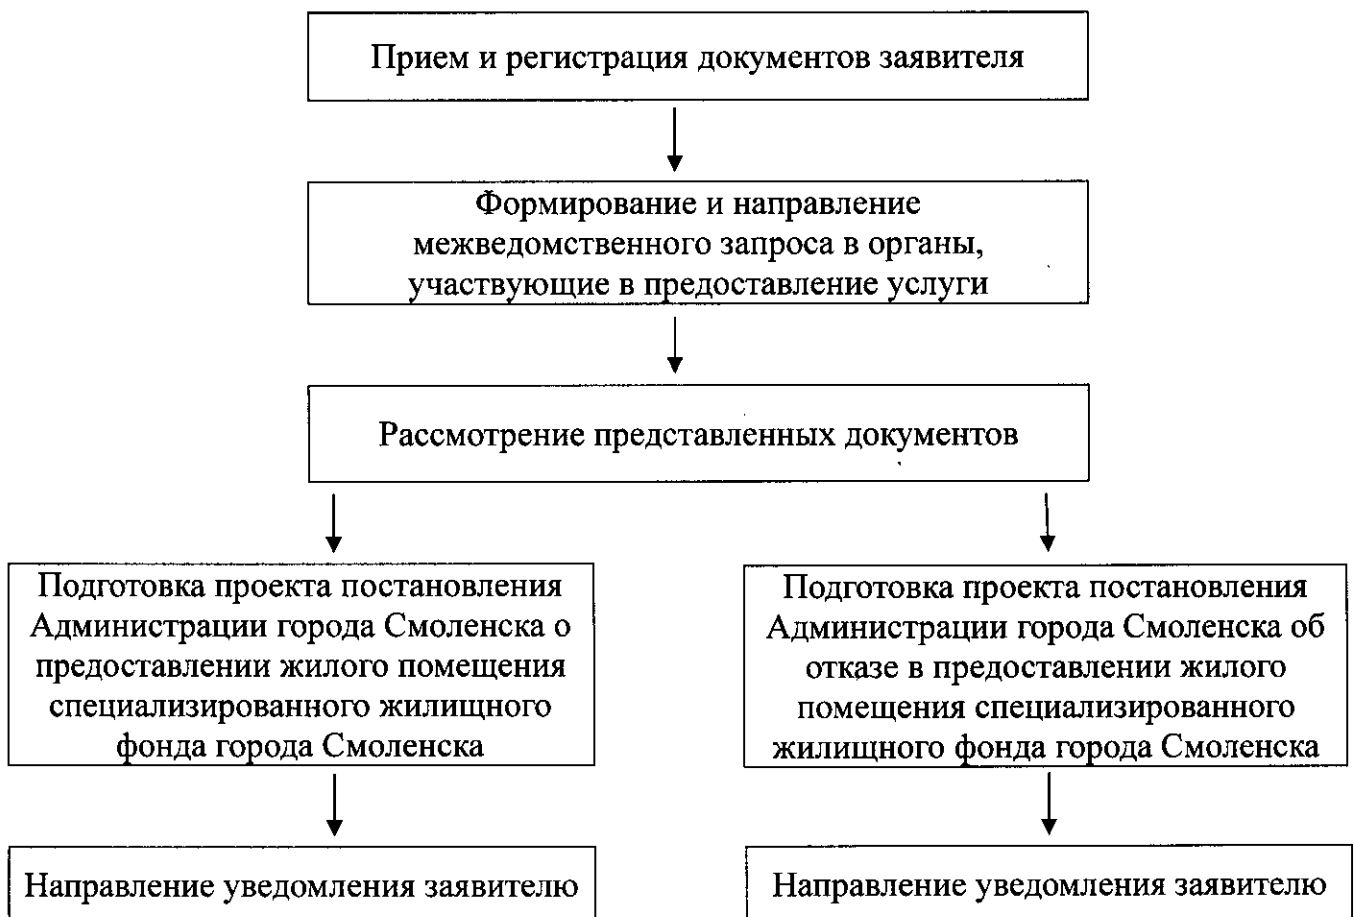 Прием и регистрация документов заявителя
Формирование и направление
межведомственного запроса в органы,
участвующие в предоставление услуги
Рассмотрение представленных документов
Подготовка проекта постановления
Администрации города Смоленска о
предоставлении жилого помещения
специализированного жилищного
фонда города Смоленска
Подготовка проекта постановления
Администрации города Смоленска об
отказе в предоставлении жилого
помещения специализированного
жилищного фонда города Смоленска
Направление уведомления заявителю
Направление уведомления заявителю